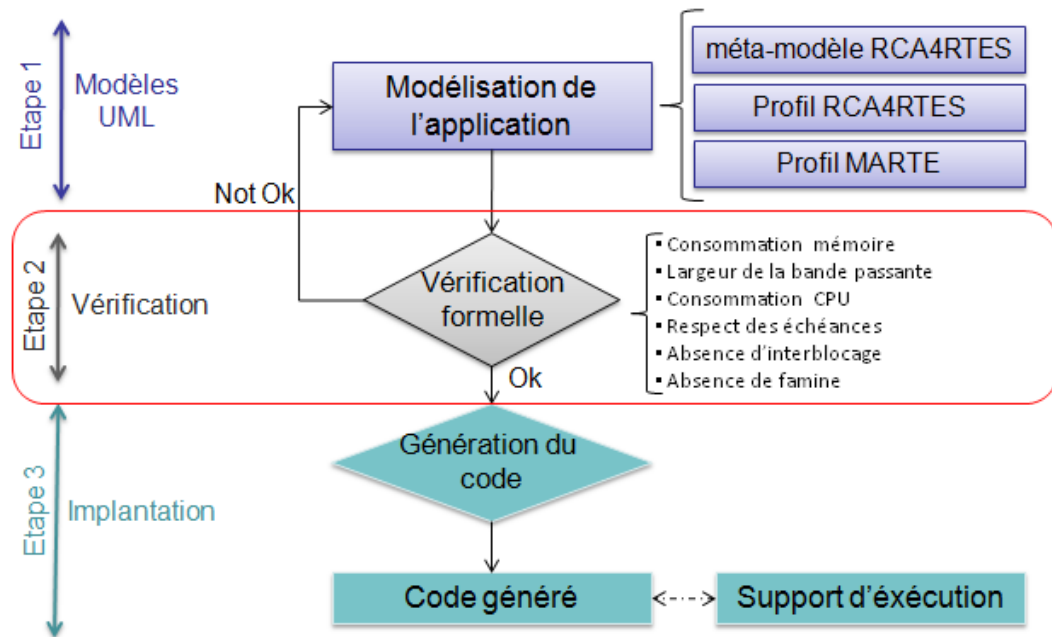 Etape 1
Modèles
UML
Modélisation de
l'application
méta-modèle RCA4RTES
Profil RCA4RTES
Profil MARTE
Not Ok
Etape 2
Vérification
Vérification
formelle
▪ Consommation mémoire
▪ Largeur de la bande passante
▪ Consommation CPU
▪ Respect des échéances
▪ Absence d'interblocage
▪ Absence de famine
Ok
Etape 3
Implantation
Génération du
code
Code généré
Support d'éxécution